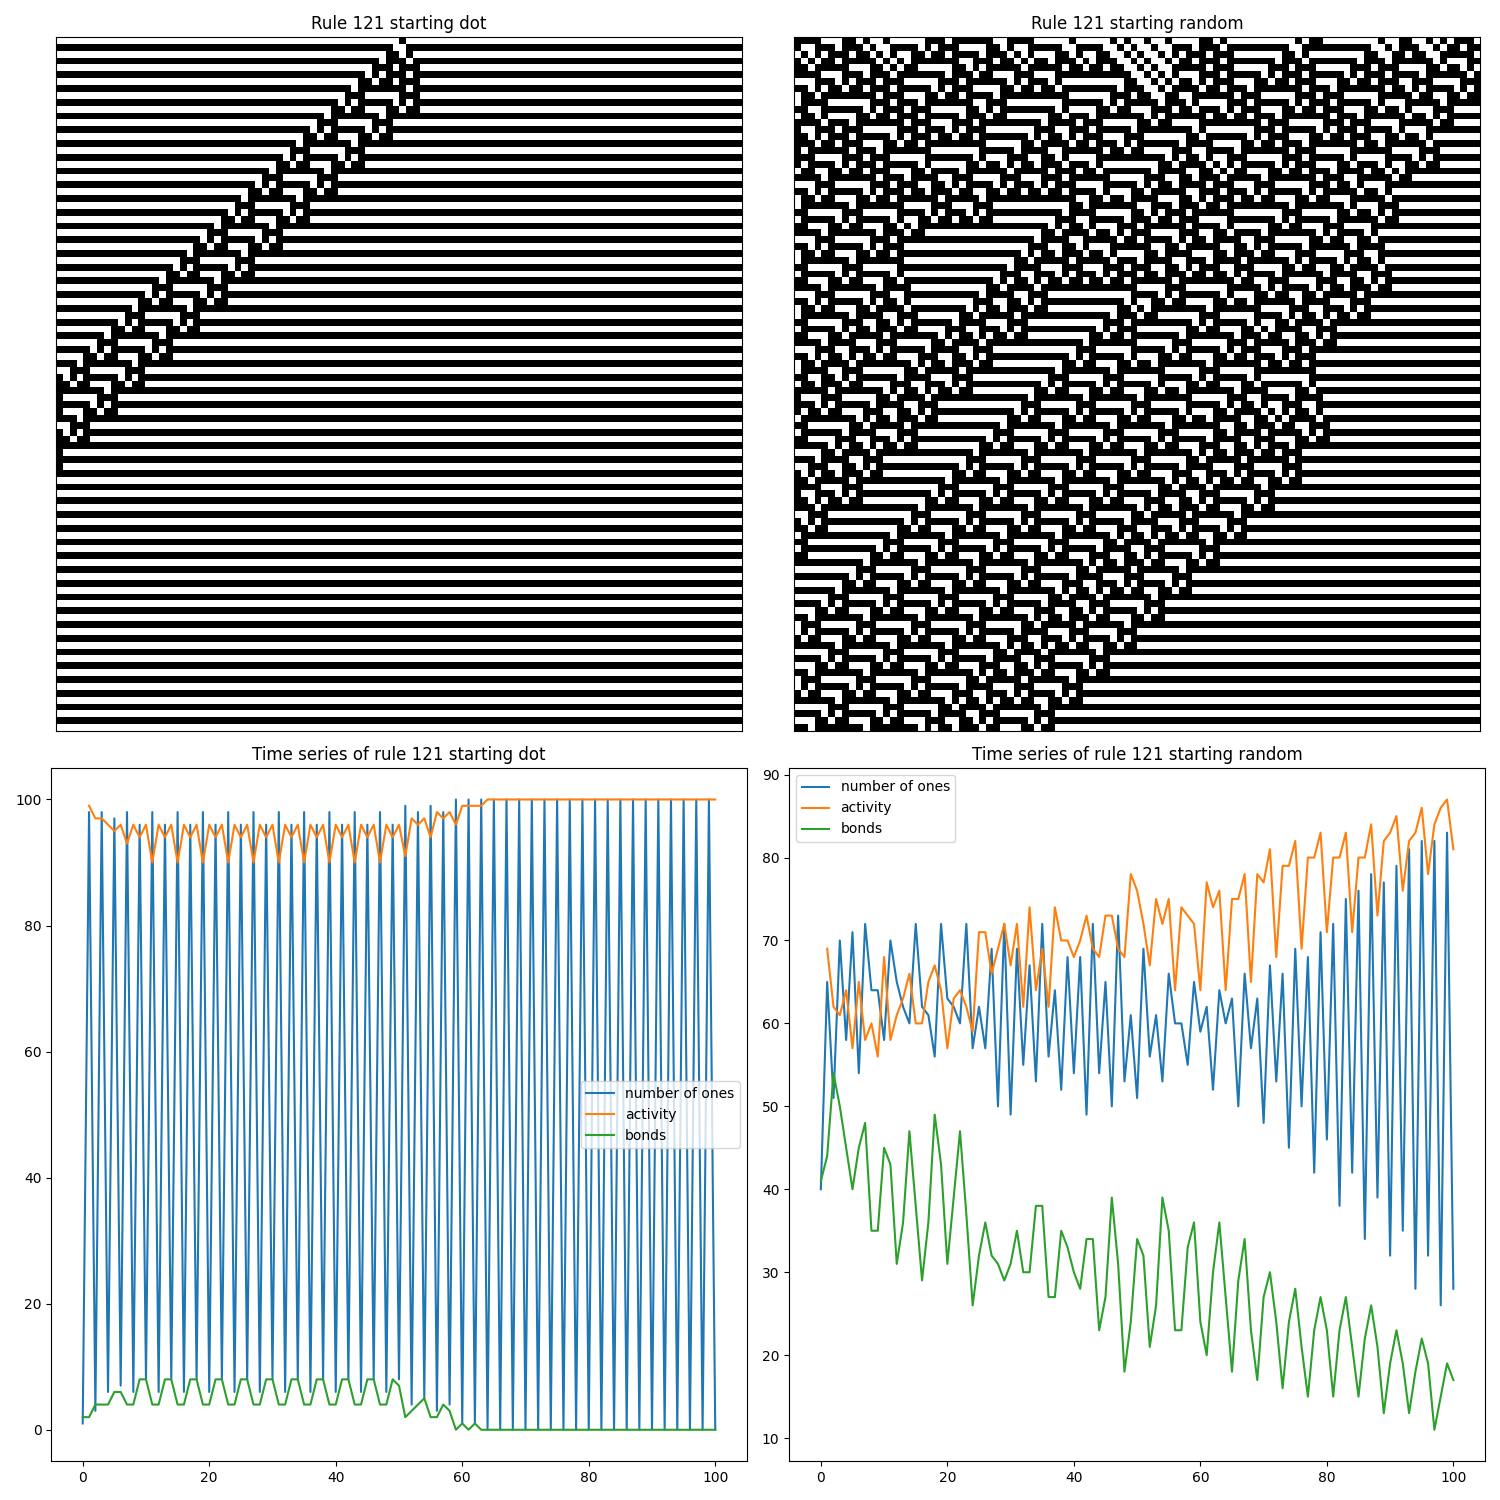 Rule 121 starting dot
Rule 121 starting random
Time series of rule 121 starting dot
100
80
60
40
20
0
number of ones
activity
bonds
0 20 40 60 80 100
Time series of rule 121 starting random
90
80
70
60
50
40
30
20
10
number of ones
activity
bonds
0 20 40 60 80 100